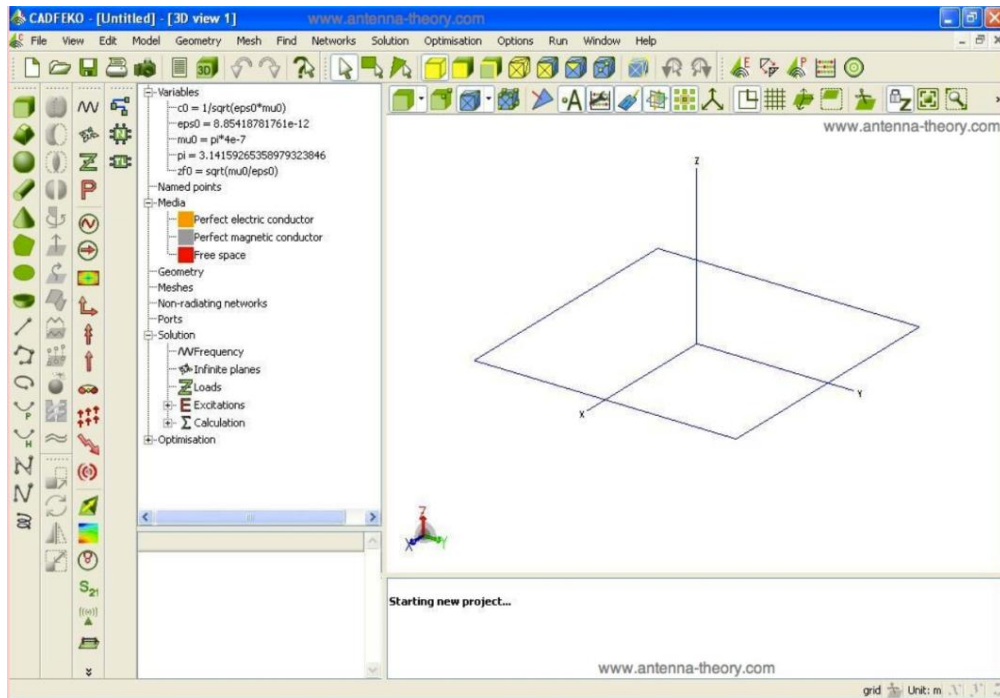 CADFEKO - [Untitled] - [3D view 1]
www.antenna-theory.com
File View Edit Model Geometry Mesh Find Networks Solution Optimisation Options Run Window Help
3D
A
Z
www.antenna-theory.com
Variables
c0 = 1/sqrt(eps0*mu0)
eps0 = 8.85418781761e-12
mu0 = pi*4e-7
pi = 3.14159265358979323846
zf0 = sqrt(mu0/eps0)
Named points
Media
Perfect electric conductor
Perfect magnetic conductor
Free space
Geometry
Meshes
Non-radiating networks
Ports
Solution
Frequency
Infinite planes
Z Loads
E Excitations
Σ Calculation
Optimisation
Z
P
P
H
S21
Z
X
Y
Z
X
Y
Starting new project...
www.antenna-theory.com
grid
Unit: m